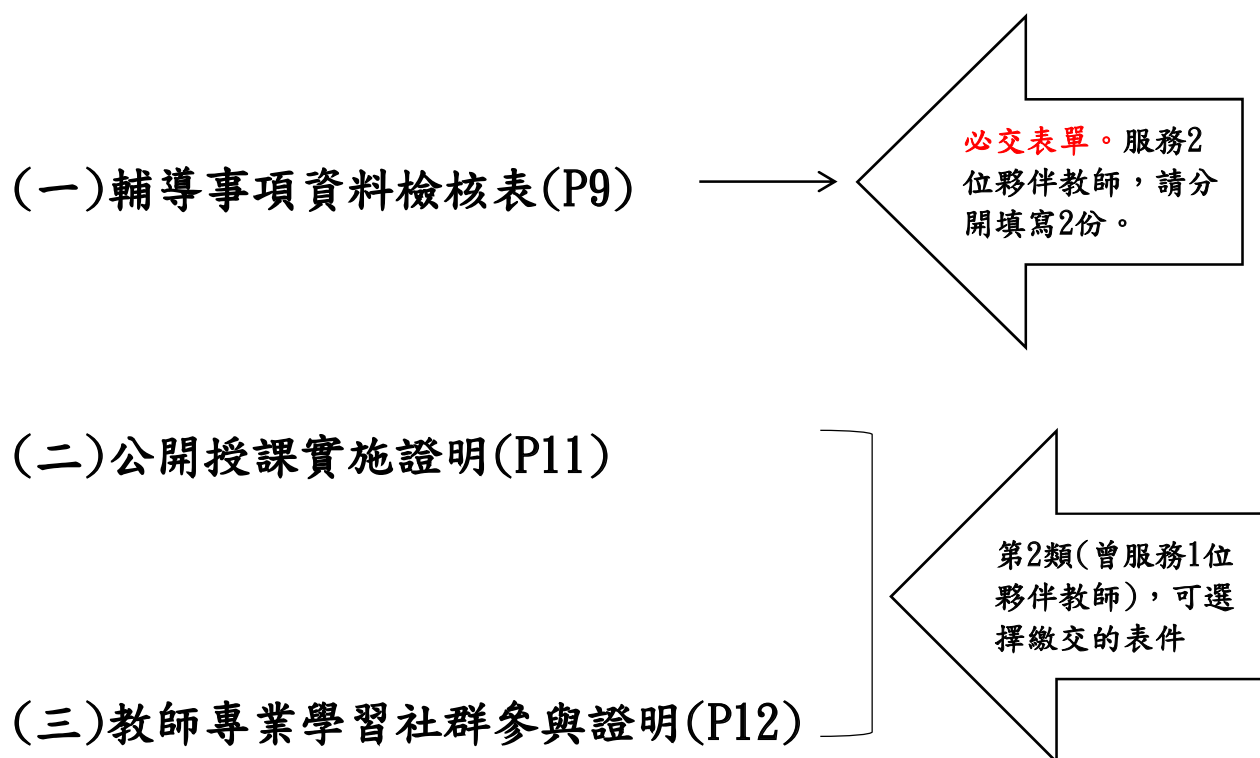 (一)輔導事項資料檢核表(P9)
必交表單。服務2
位夥伴教師，請分
開填寫2份。
(二)公開授課實施證明(P11)
第2類(曾服務1位
夥伴教師)，可選
擇繳交的表件
(三)教師專業學習社群參與證明(P12)